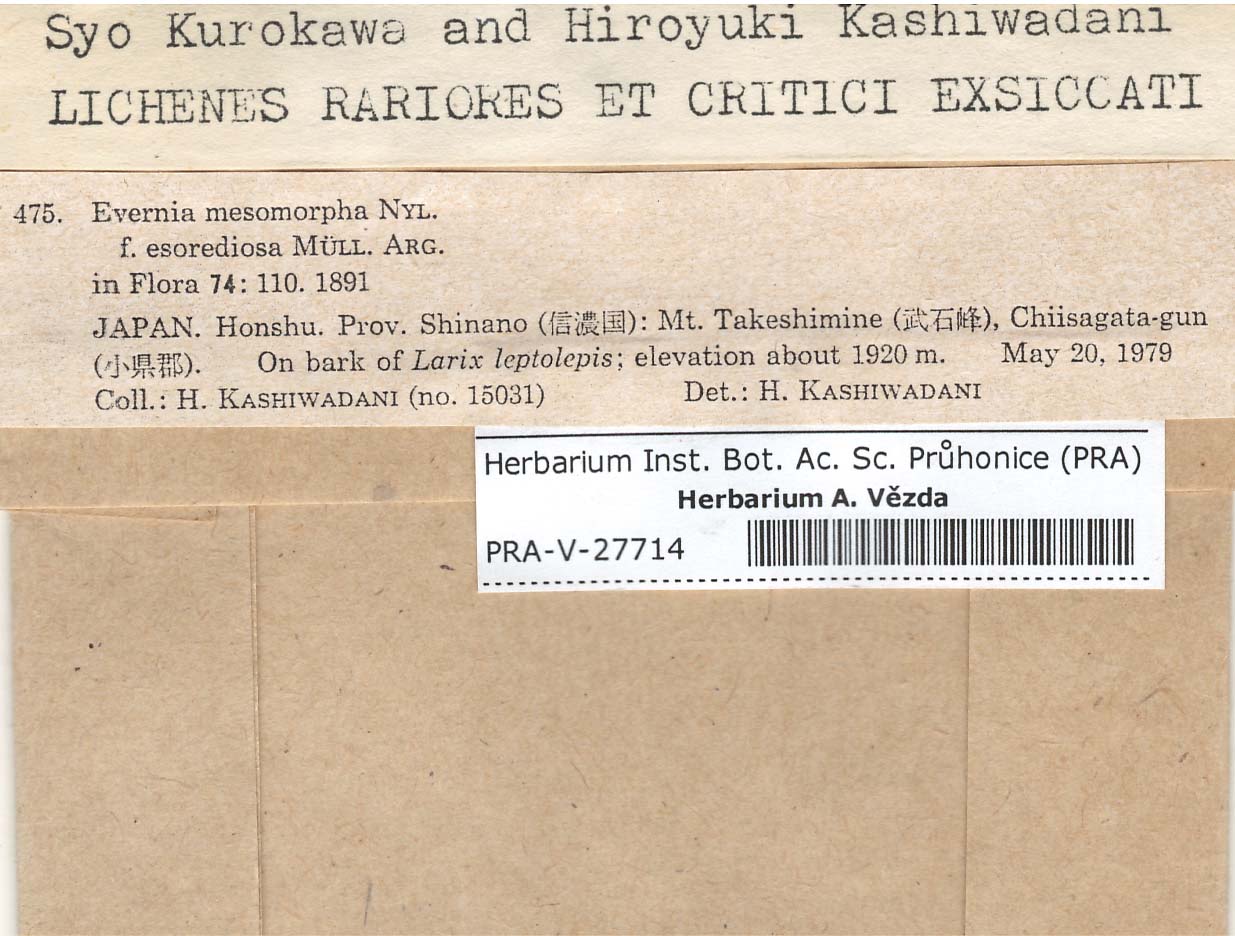 Syo Kurokawa and Hiroyuki Kashiwadani
LICHENES RARIORES ET CRITICI EXSICCATI
475. Evernia mesomorpha NYL.
f. esorediosa MÜLL. ARG.
in Flora 74: 110. 1891
JAPAN. Honshu. Prov. Shinano (信濃国): Mt. Takeshimine (武石峰), Chiisagata-gun
(小県郡). On bark of Larix leptolepis; elevation about 1920 m. May 20, 1979
Coll.: H. KASHIWADANI (no. 15031) Det.: H. KASHIWADANI
Herbarium Inst. Bot. Ac. Sc. Průhonice (PRA)
Herbarium A. Vězda
PRA-V-27714